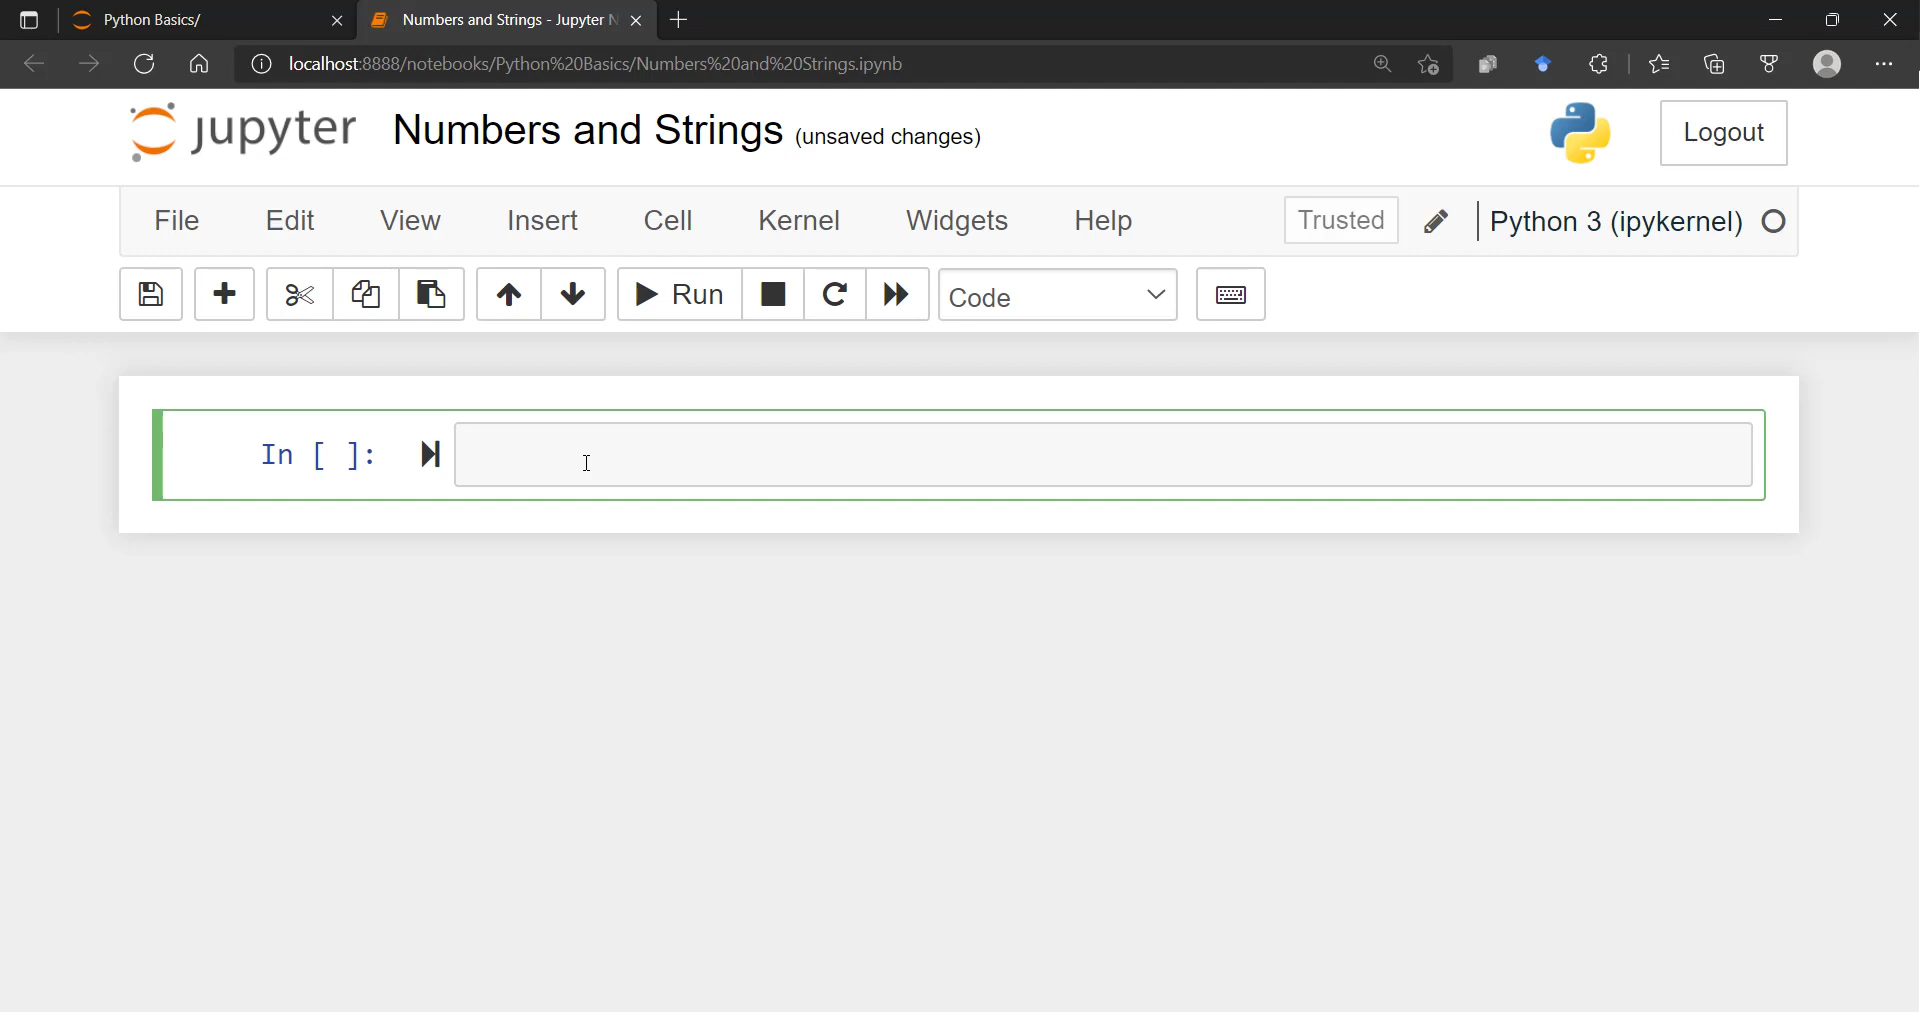 Python Basics/
Numbers and Strings - Jupyter N
localhost:8888/notebooks/Python%20Basics/Numbers%20and%20Strings.ipynb
jupyter Numbers and Strings (unsaved changes) Logout
File Edit View Insert Cell Kernel Widgets Help Trusted Python 3 (ipykernel)
Run Code
In [ ]: